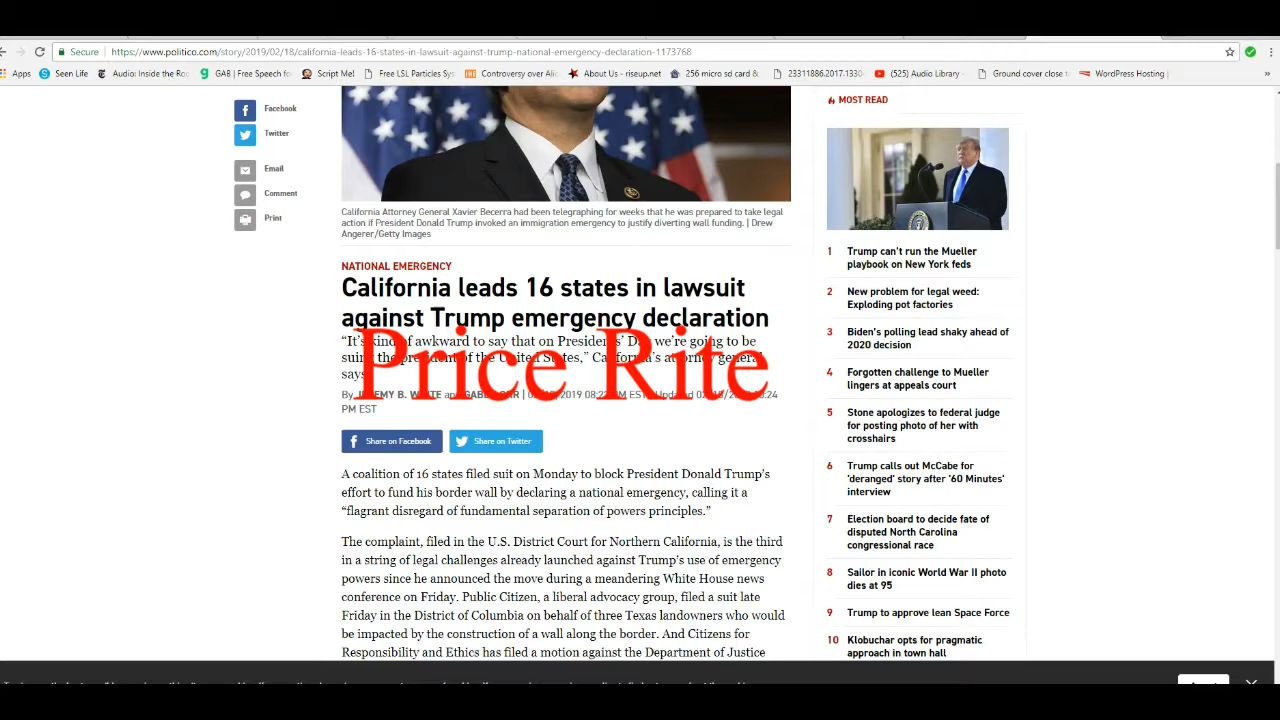 Secure https://www.politico.com/story/2019/02/18/california-leads-16-states-in-lawsuit-against-trump-national-emergency-declaration-1173768
Apps Seen Life Audio: Inside the Ro GAB | Free Speech fo Script Me! Free LSL Particles Sy Controversy over Ali About Us - riseup.net 256 micro sd card & 23311886.2017.1330 (525) Audio Library - Ground cover close WordPress Hosting »
Facebook
Twitter
Email
Comment
Print
California Attorney General Xavier Becerra had been telegraphing for weeks that he was prepared to take legal
action if President Donald Trump invoked an immigration emergency to justify diverting wall funding. | Drew
Angerer/Getty Images
NATIONAL EMERGENCY
California leads 16 states in lawsuit
against Trump emergency declaration
Price Rite
“It’s kind of awkward to say that on Presidents’ Day we’re going to be
suing the president of the United States,” California’s attorney general
says
By JEREMY B. WHITE and
PM EST
Share on Facebook
Share on Twitter
A coalition of 16 states filed suit on Monday to block President Donald Trump’s
effort to fund his border wall by declaring a national emergency, calling it a
“flagrant disregard of fundamental separation of powers principles.”
The complaint, filed in the U.S. District Court for Northern California, is the third
in a string of legal challenges already launched against Trump’s use of emergency
powers since he announced the move during a meandering White House news
conference on Friday. Public Citizen, a liberal advocacy group, filed a suit late
Friday in the District of Columbia on behalf of three Texas landowners who would
be impacted by the construction of a wall along the border. And Citizens for
Responsibility and Ethics has filed a motion against the Department of Justice
MOST READ
1 Trump can’t run the Mueller
playbook on New York feds
2 New problem for legal weed:
Exploding pot factories
3 Biden’s polling lead shaky ahead of
2020 decision
4 Forgotten challenge to Mueller
lingers at appeals court
5 Stone apologizes to federal judge
for posting photo of her with
crosshairs
6 Trump calls out McCabe for
‘deranged’ story after ‘60 Minutes’
interview
7 Election board to decide fate of
disputed North Carolina
congressional race
8 Sailor in iconic World War II photo
dies at 95
9 Trump to approve lean Space Force
10 Klobuchar opts for pragmatic
approach in town hall